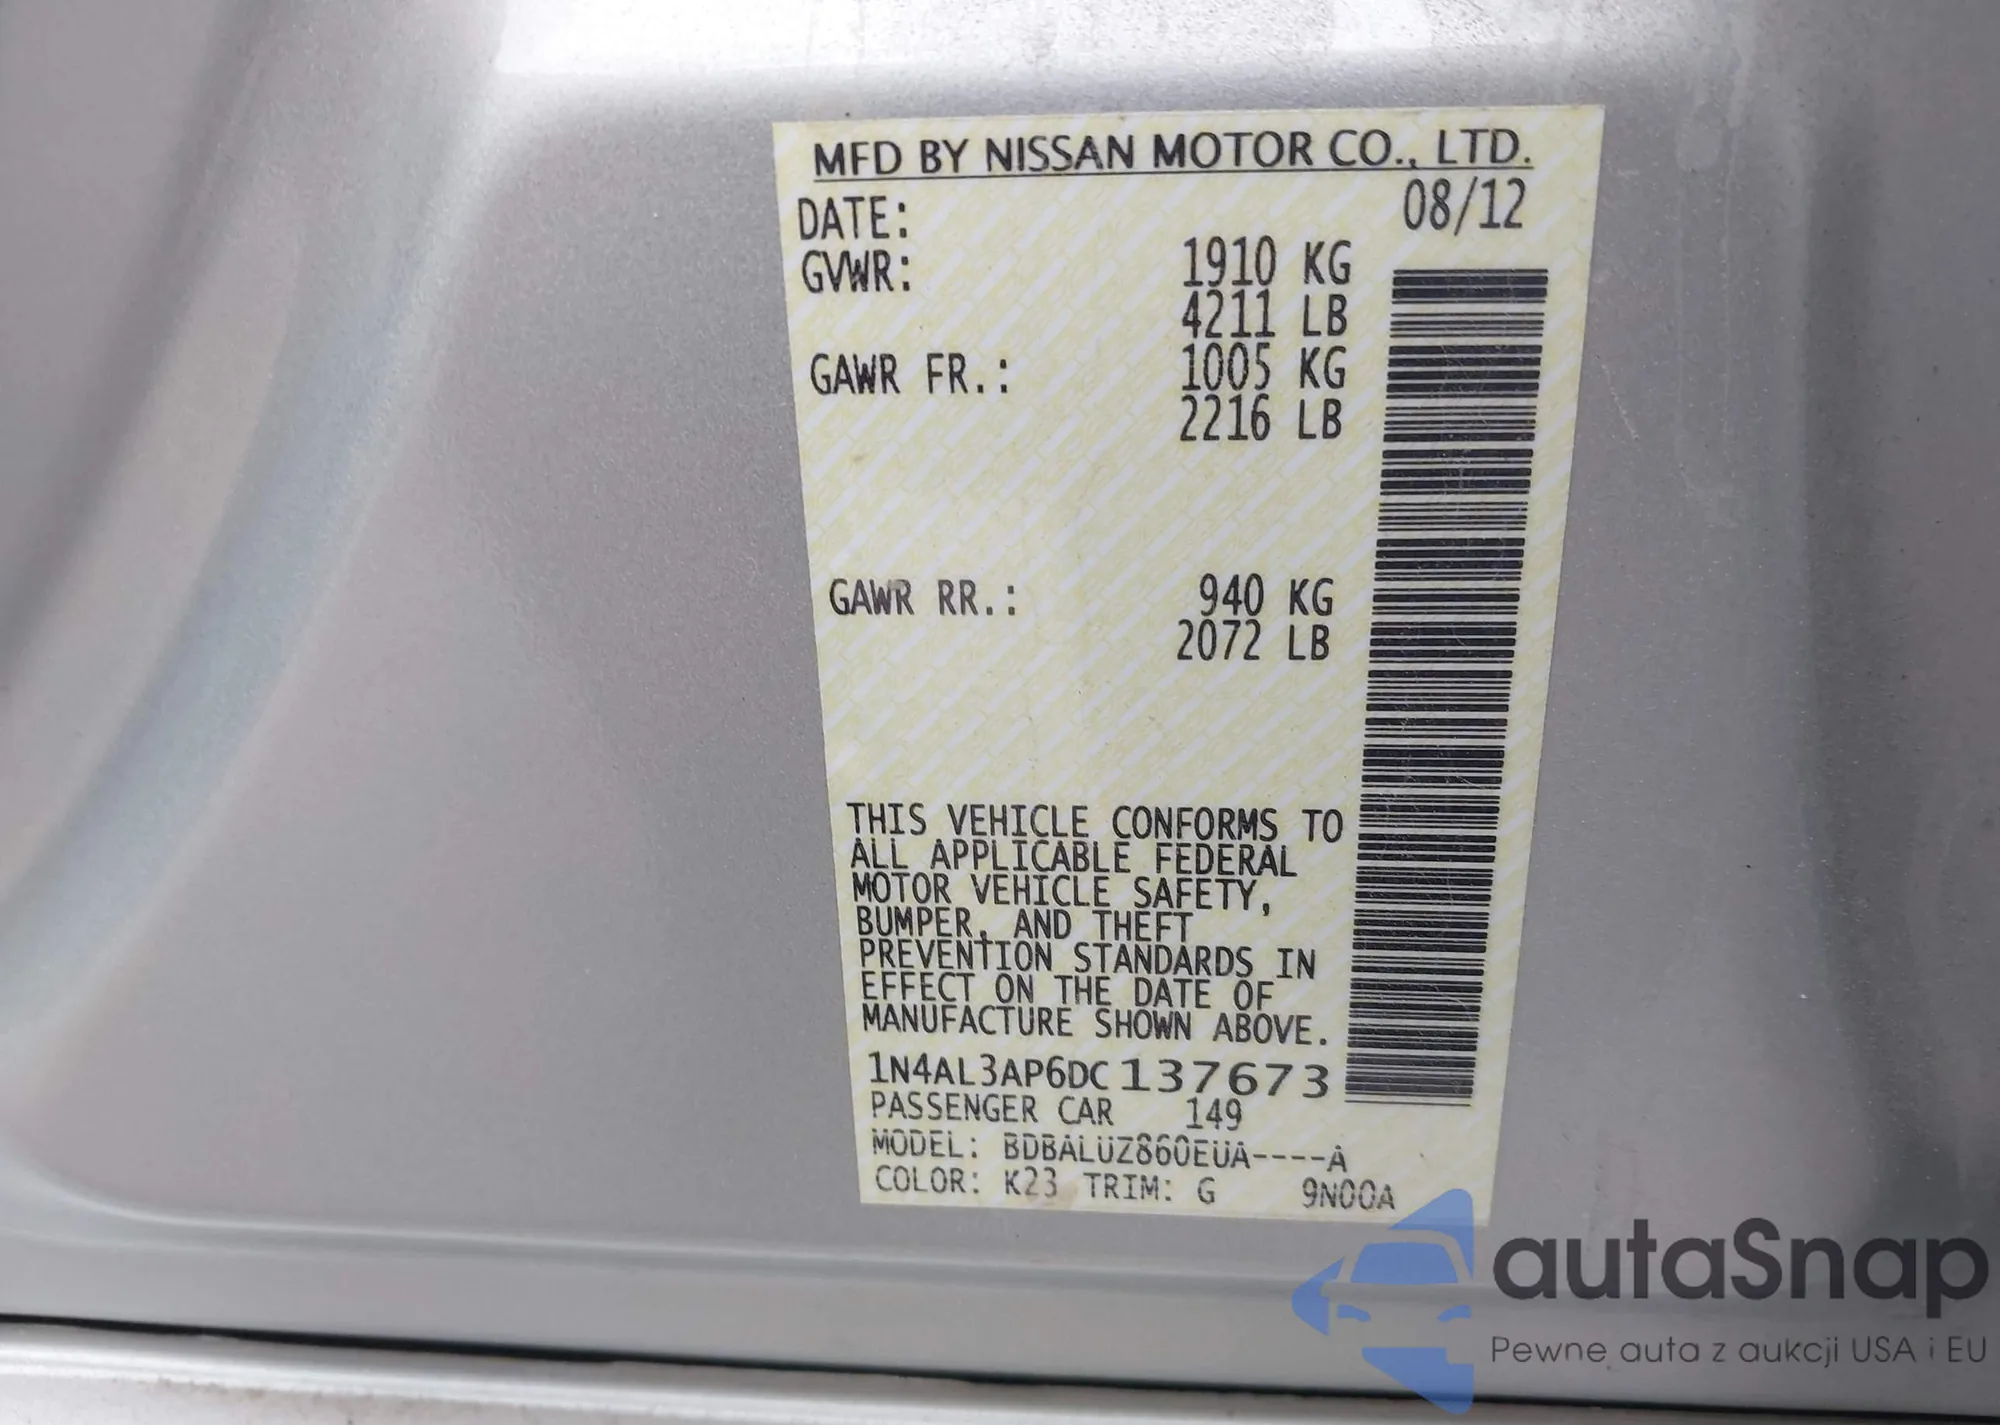 MFD BY NISSAN MOTOR CO., LTD.
DATE: 08/12
GVWR: 1910 KG
4211 LB
GAWR FR.: 1005 KG
2216 LB
GAWR RR.: 940 KG
2072 LB
THIS VEHICLE CONFORMS TO
ALL APPLICABLE FEDERAL
MOTOR VEHICLE SAFETY,
BUMPER, AND THEFT
PREVENTION STANDARDS IN
EFFECT ON THE DATE OF
MANUFACTURE SHOWN ABOVE.
1N4AL3AP6DC137673
PASSENGER CAR 149
MODEL: BDBALUZ860EUA----A
COLOR: K23 TRIM: G 9N00A
autaSnap
Pewne auta z aukcji USA i EU